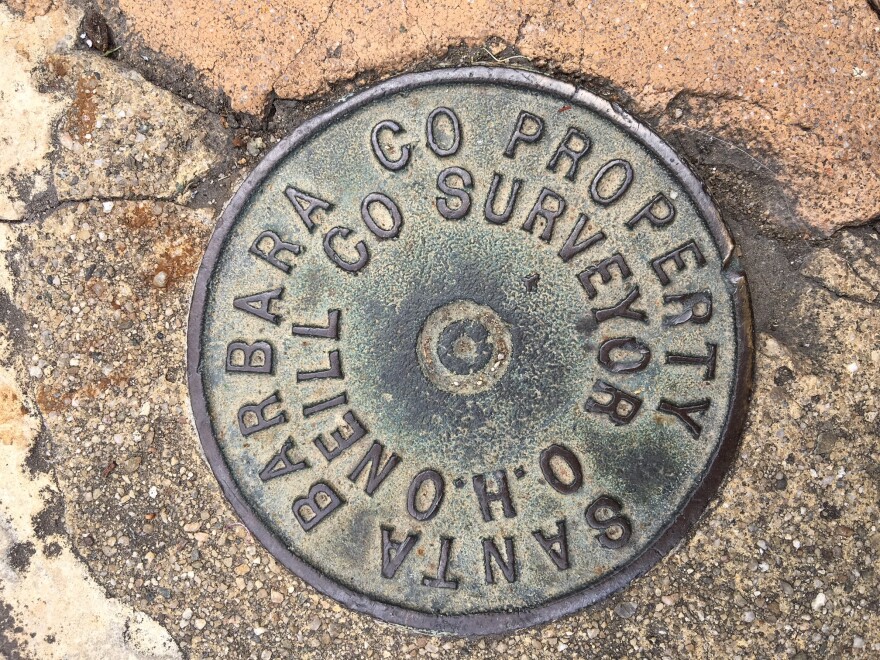 SANTA BARBARA CO PROPERTY
O.H.O NEILL CO SURVEYOR